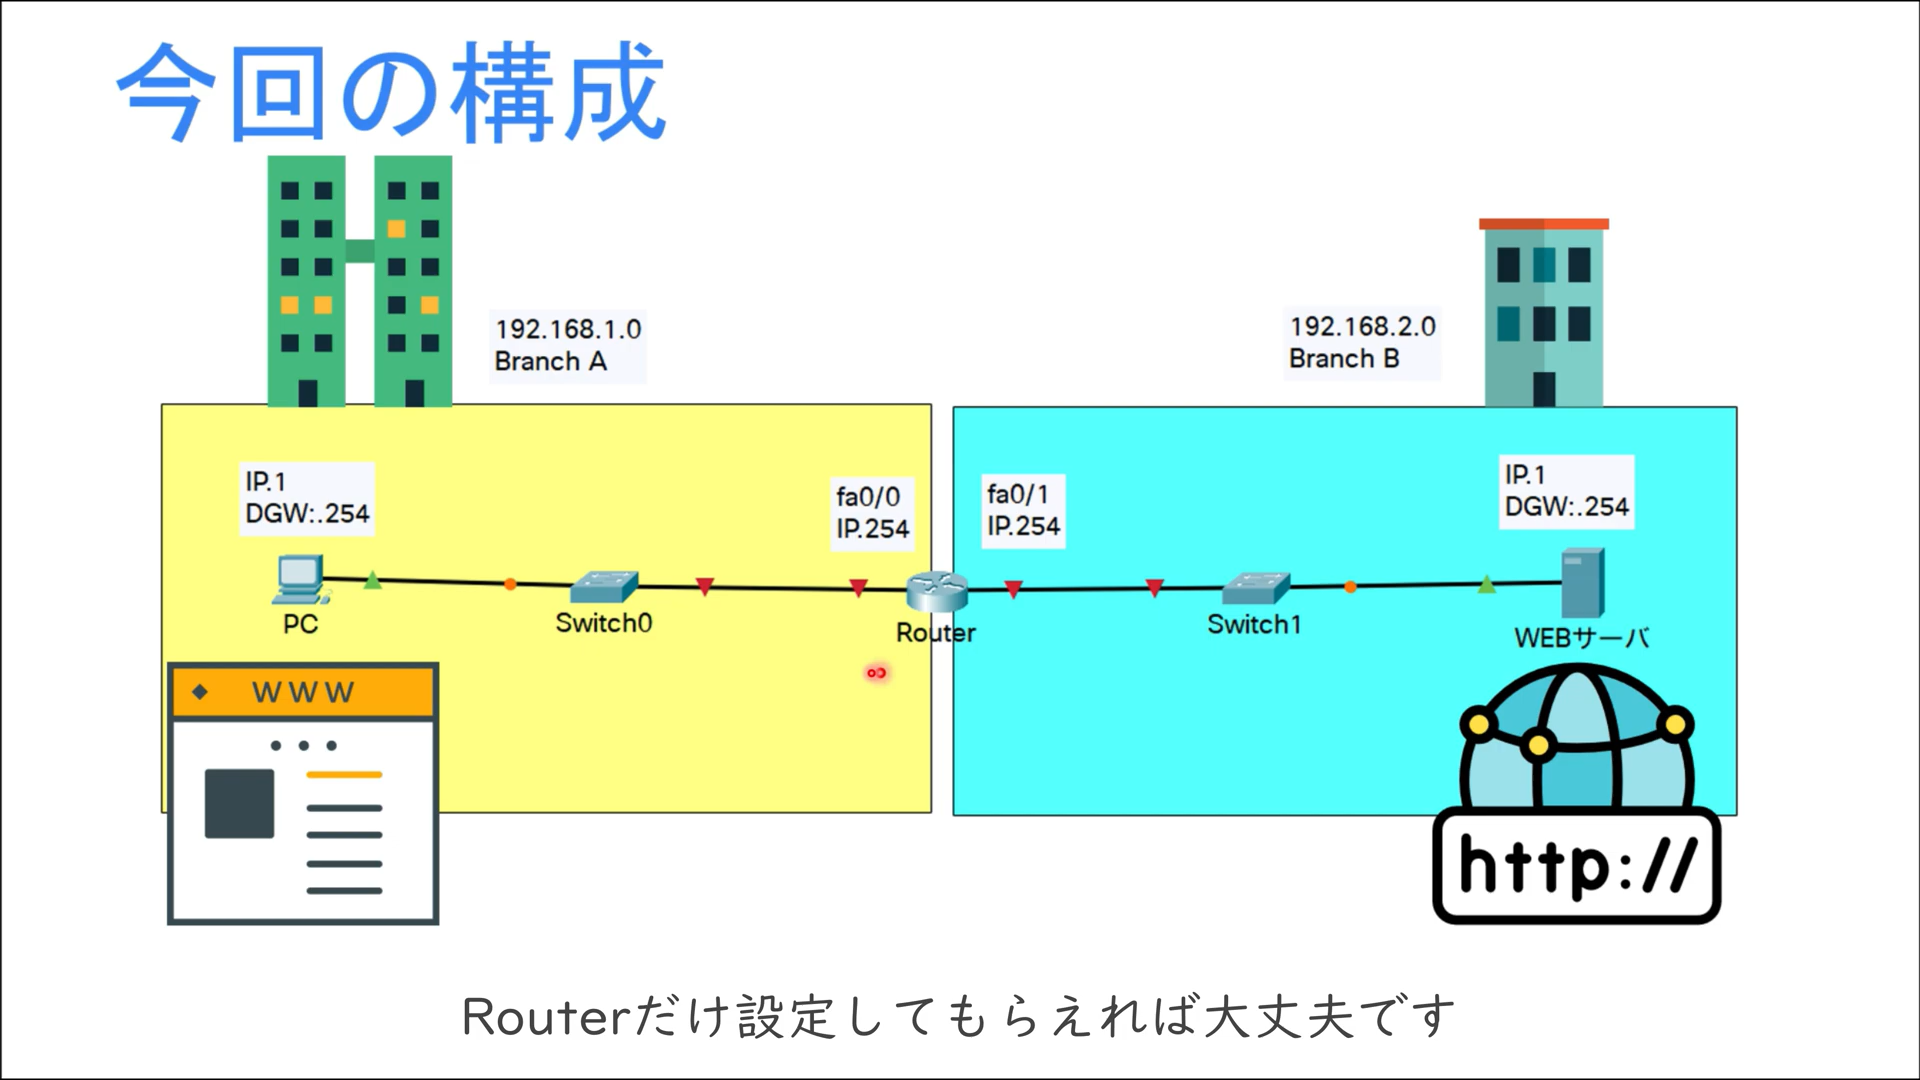 今回の構成
192.168.1.0
Branch A
192.168.2.0
Branch B
IP.1
DGW:.254
fa0/0
IP.254
fa0/1
IP.254
IP.1
DGW:.254
PC
Switch0
Router
Switch1
WEBサーバ
WWW
http://
Routerだけ設定してもらえれば大丈夫です